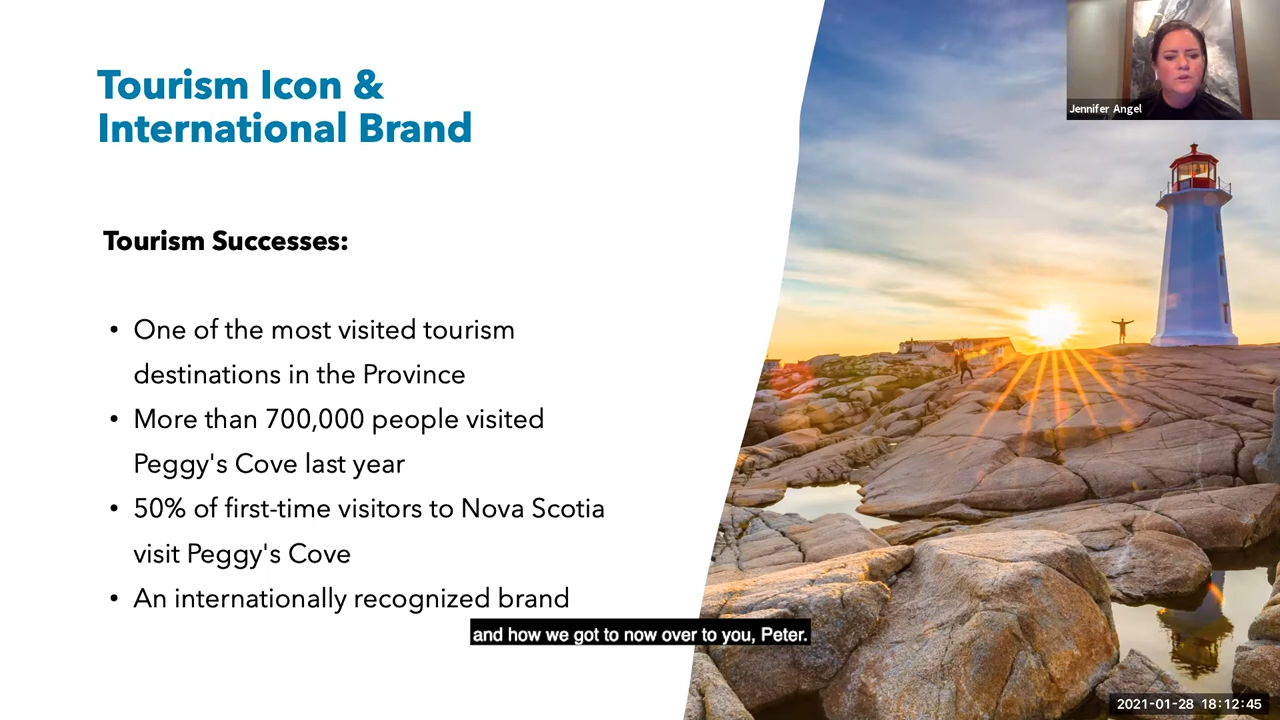 Tourism Icon &
International Brand
Jennifer Angel
Tourism Successes:
• One of the most visited tourism
destinations in the Province
• More than 700,000 people visited
Peggy's Cove last year
• 50% of first-time visitors to Nova Scotia
visit Peggy's Cove
• An internationally recognized brand
and how we got to now over to you, Peter.
2021-01-28 18:12:45